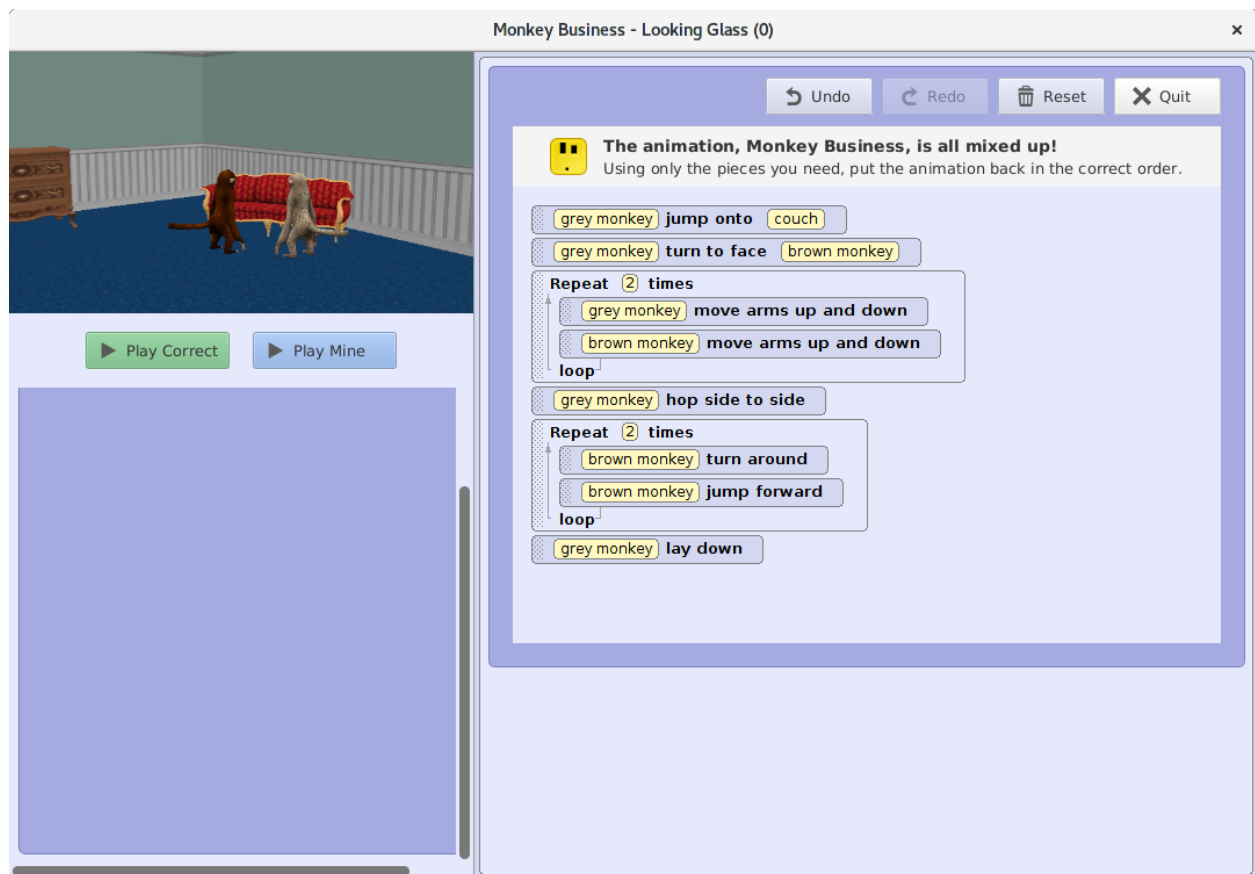 Monkey Business - Looking Glass (0)
Undo Redo Reset Quit
The animation, Monkey Business, is all mixed up!
Using only the pieces you need, put the animation back in the correct order.
grey monkey jump onto couch
grey monkey turn to face brown monkey
Repeat 2 times
grey monkey move arms up and down
brown monkey move arms up and down
loop
grey monkey hop side to side
Repeat 2 times
brown monkey turn around
brown monkey jump forward
loop
grey monkey lay down
Play Correct Play Mine